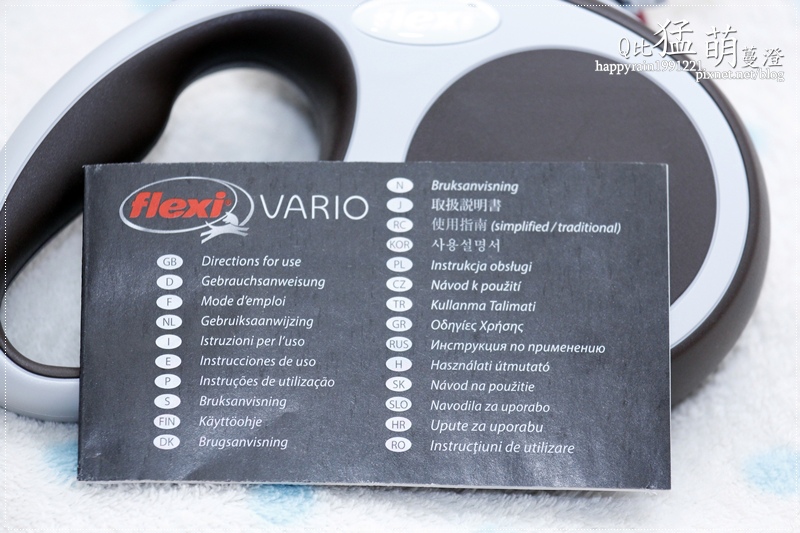 flexi
Q比猛萌蔓澄
happyrain1991221.
pixnet.net/blog
flexi VARIO
GB Directions for use
D Gebrauchsanweisung
F Mode d'emploi
NL Gebruiksaanwijzing
I Istruzioni per l'uso
E Instrucciones de uso
P Instruções de utilização
S Bruksanvisning
FIN Käyttöohje
DK Brugsanvisning
N Bruksanvisning
J 取扱説明書
RC 使用指南 (simplified / traditional)
KOR 사용설명서
PL Instrukcja obsługi
CZ Návod k použití
TR Kullanma Talimati
GR Οδηγίες Χρήσης
RUS Инструкция по применению
H Használati útmutató
SK Návod na použitie
SLO Navodila za uporabo
HR Upute za uporabu
RO Instrucţiuni de utilizare